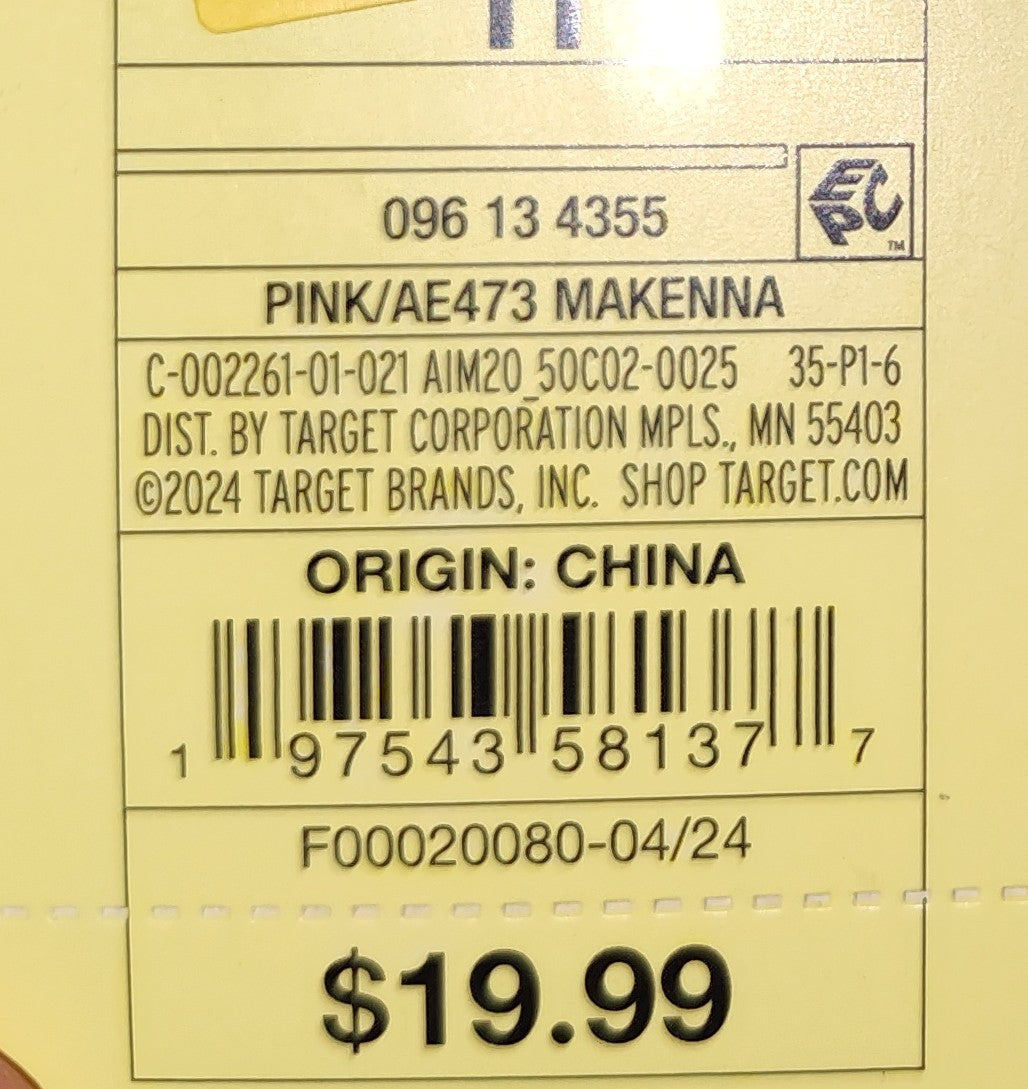 096 13 4355
EPC
TM
PINK/AE473 MAKENNA
C-002261-01-021 AIM20_50C02-0025 35-P1-6
DIST. BY TARGET CORPORATION MPLS., MN 55403
©2024 TARGET BRANDS, INC. SHOP TARGET.COM
ORIGIN: CHINA
1 97543 58137 7
F00020080-04/24
$19.99